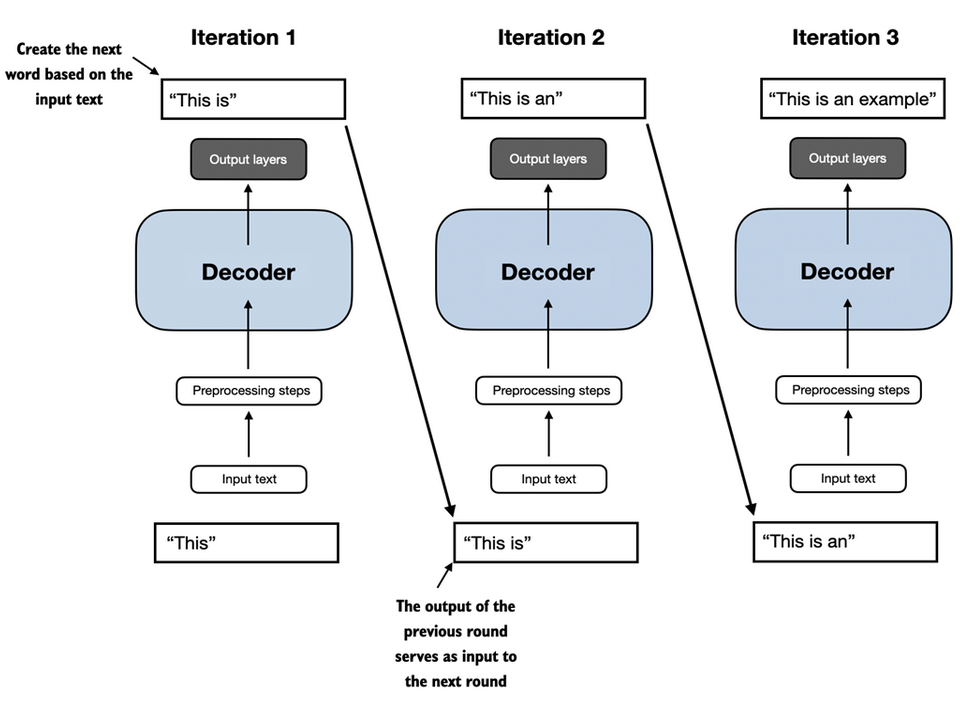 Iteration 1
Iteration 2
Iteration 3
Create the next
word based on the
input text
“This is”
“This is an”
“This is an example”
Output layers
Output layers
Output layers
Decoder
Decoder
Decoder
Preprocessing steps
Preprocessing steps
Preprocessing steps
Input text
Input text
Input text
“This”
“This is”
“This is an”
The output of the
previous round
serves as input to
the next round